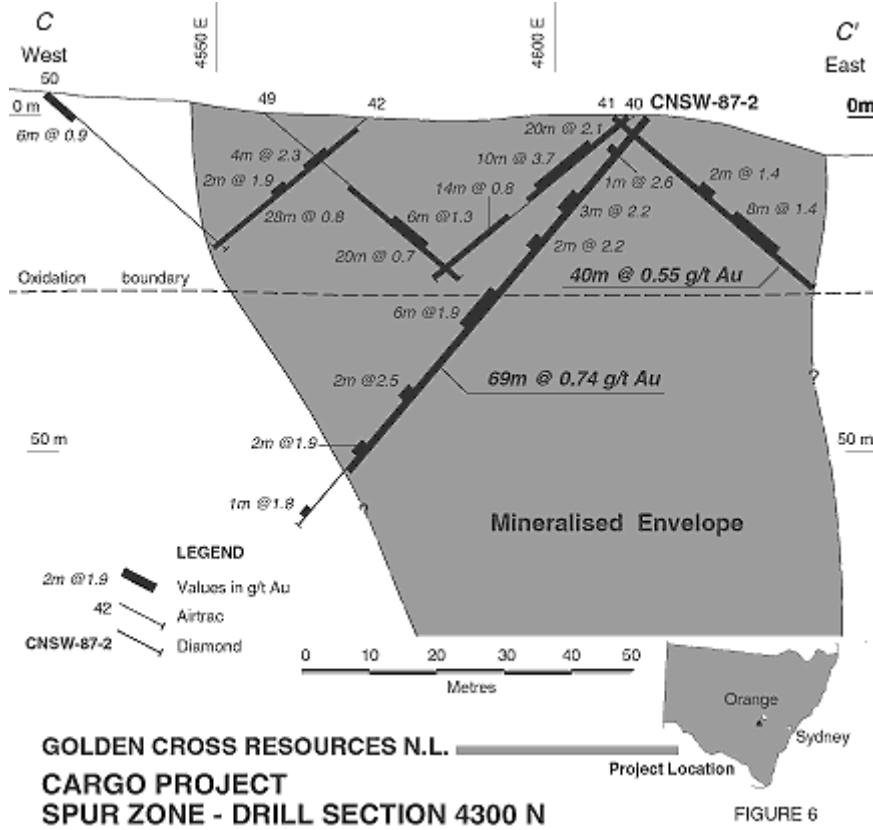 C
West
4550 E
4600 E
C'
East
50
49
42
41 40 CNSW-87-2
0 m
0m
6m @ 0.9
20m @ 2.1
4m @ 2.3
10m @ 3.7
2m @ 1.9
14m @ 0.8
1m @ 2.6
2m @ 1.4
28m @ 0.8
6m @1.3
3m @ 2.2
8m @ 1.4
20m @ 0.7
2m @ 2.2
Oxidation boundary
40m @ 0.55 g/t Au
6m @1.9
2m @2.5
69m @ 0.74 g/t Au
?
50 m
2m @1.9
50 m
1m @1.8
?
Mineralised Envelope
LEGEND
2m @1.9 Values in g/t Au
42 Airtrac
CNSW-87-2 Diamond
0 10 20 30 40 50
Metres
Orange
Sydney
GOLDEN CROSS RESOURCES N.L.
Project Location
CARGO PROJECT
SPUR ZONE - DRILL SECTION 4300 N
FIGURE 6